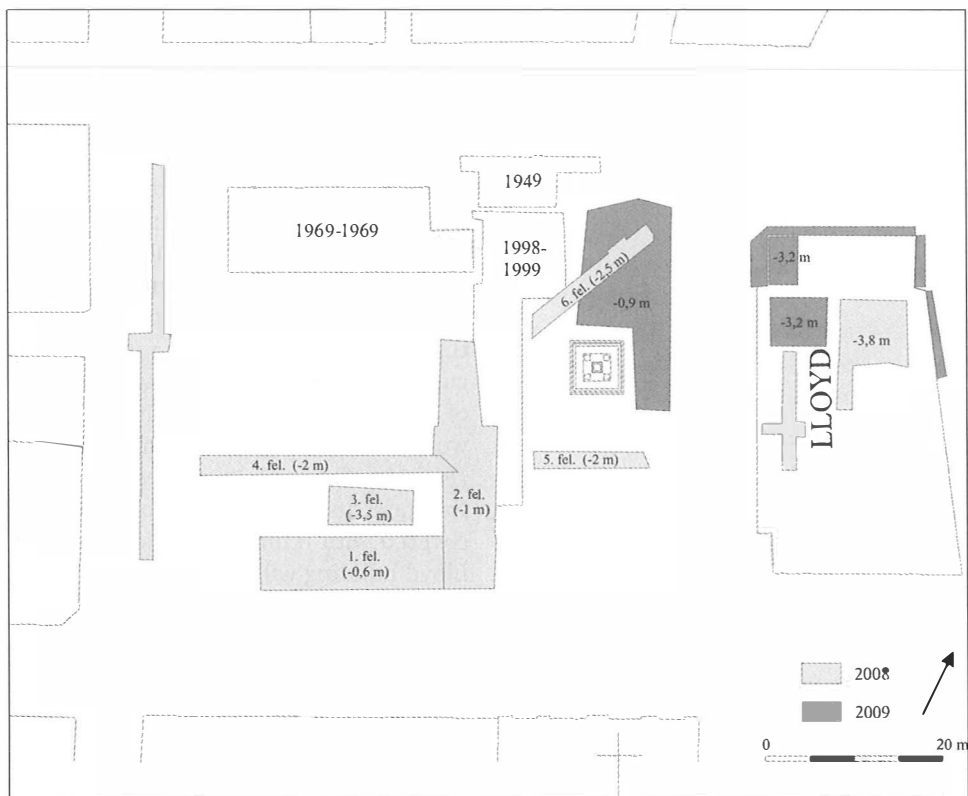 1949
1969-1969
1998-
1999
6. fel. (-2,5 m)
-0,9 m
-3,2 m
-3,2 m
-3,8 m
LLOYD
4. fel. (-2 m)
5. fel. (-2 m)
3. fel.
(-3,5 m)
2. fel.
(-1 m)
1. fel.
(-0,6 m)
2008
2009
0 20 m